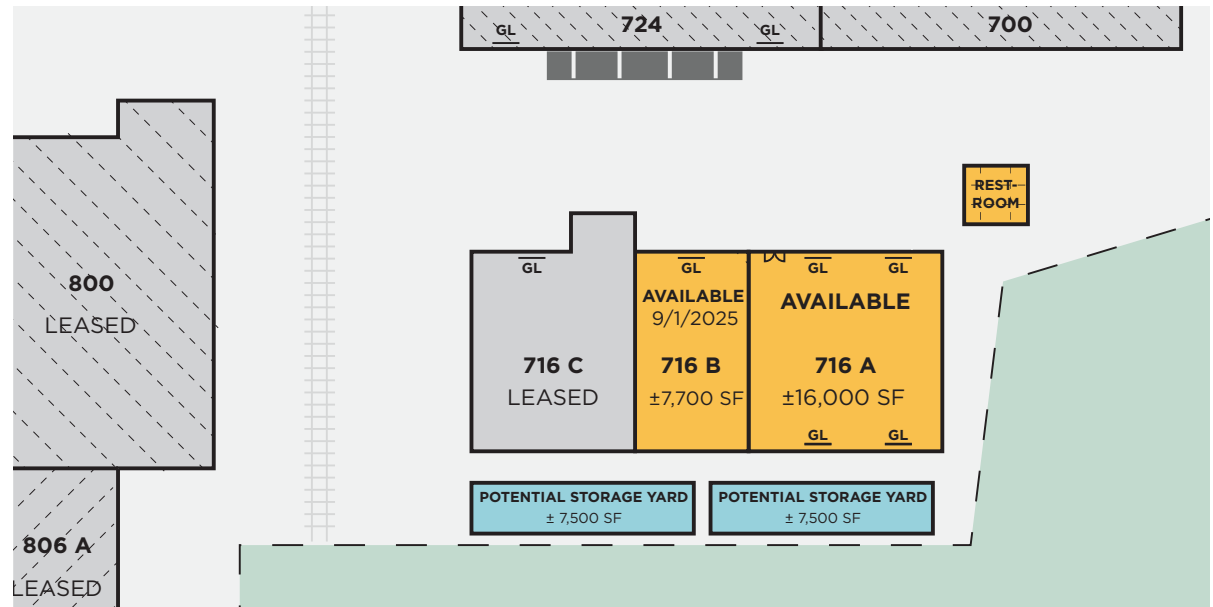 724
700
GL
GL
REST-
ROOM
800
LEASED
GL
GL
GL
GL
AVAILABLE
9/1/2025
AVAILABLE
716 C
LEASED
716 B
±7,700 SF
716 A
±16,000 SF
GL
GL
POTENTIAL STORAGE YARD
± 7,500 SF
POTENTIAL STORAGE YARD
± 7,500 SF
806 A
LEASED